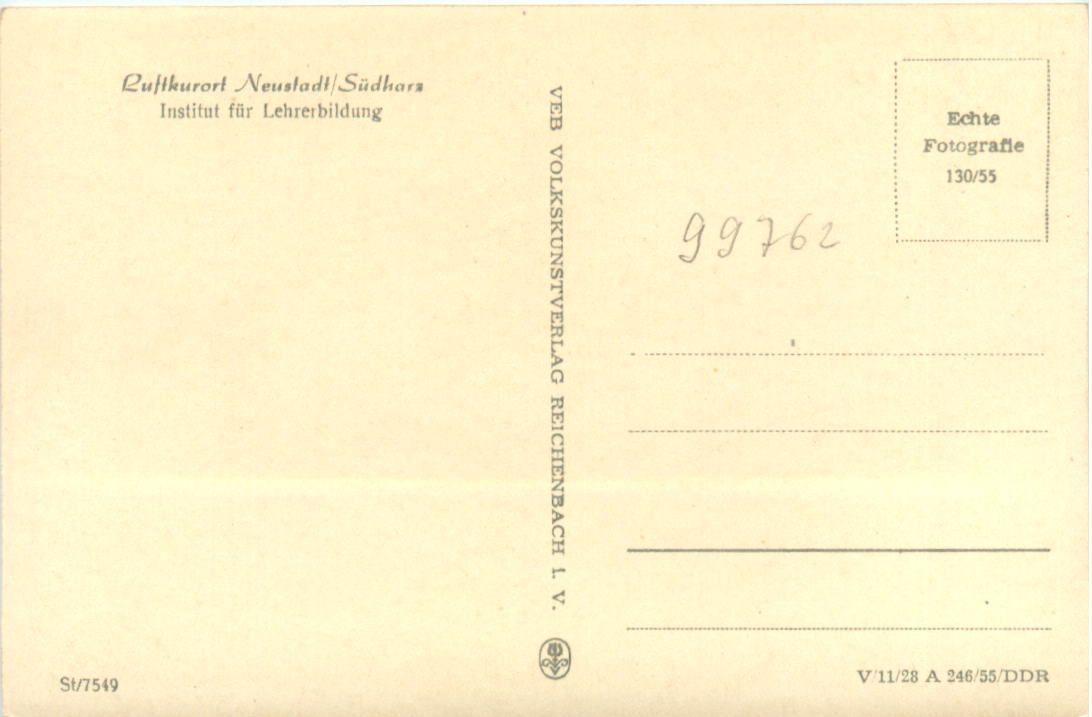 Luftkurort Neustadt/Südharz
Institut für Lehrerbildung
VEB VOLKSKUNSTVERLAG REICHENBACH i. V.
Echte
Fotografie
130/55
99762
St/7549
V/11/28 A 246/55/DDR